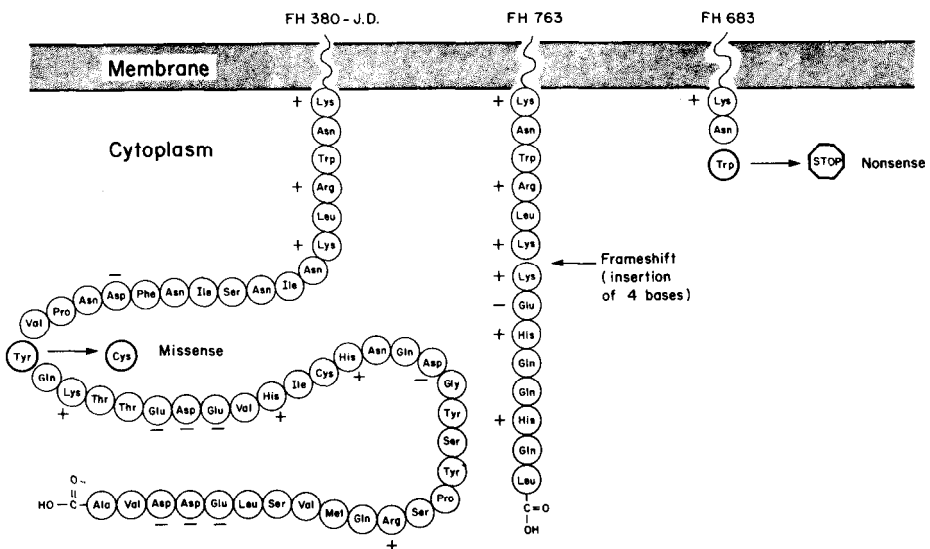 FH 380 - J.D.
FH 763
FH 683
Membrane
Cytoplasm
+ Lys
Asn
Trp
+ Arg
Leu
+ Lys
Asn
Ile
Asn
Ser
Ile
Asn
Phe
− Asp
Asn
Pro
Val
Tyr → Cys Missense
Gln
+ Lys
Thr
Thr
− Glu
− Asp
− Glu
Val
+ His
Ile
Cys
+ His
Asn
Gln
− Asp
Gly
Tyr
Ser
Tyr
Pro
Ser
+ Arg
Gln
Met
Val
Ser
Leu
− Glu
− Asp
− Asp
Val
Ala
O
HO – C
+ Lys
Asn
Trp
+ Arg
Leu
+ Lys
Frameshift
(insertion
of 4 bases)
+ Lys
− Glu
+ His
Gln
Gln
+ His
Gln
Leu
C = O
OH
+ Lys
Asn
Trp → STOP Nonsense